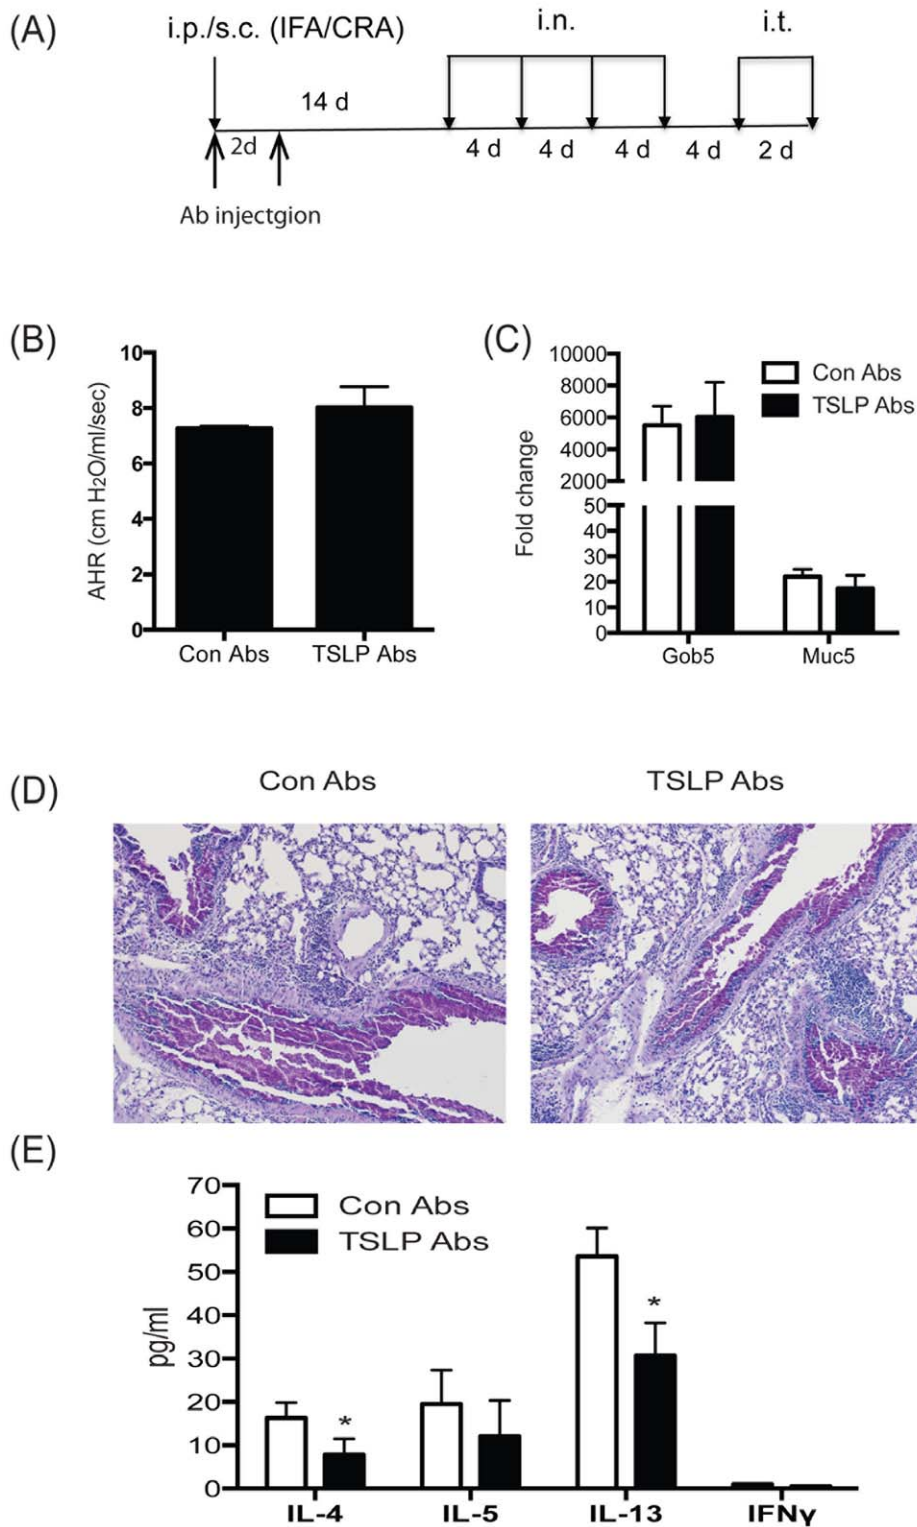 (A)
i.p./s.c. (IFA/CRA)
i.n.
i.t.
14 d
2d
4 d 4 d 4 d 4 d 2 d
Ab injectgion
(B)
AHR (cm H2O/ml/sec)
10
8
6
4
2
0
Con Abs TSLP Abs
(C)
Fold change
10000
8000
6000
4000
2000
50
40
30
20
10
0
Con Abs
TSLP Abs
Gob5 Muc5
(D)
Con Abs TSLP Abs
(E)
pg/ml
70
60
50
40
30
20
10
0
Con Abs
TSLP Abs
*
*
IL-4 IL-5 IL-13 IFNγ